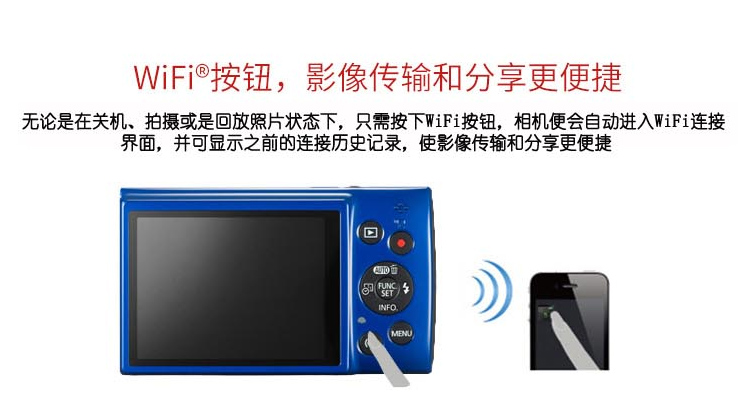 WiFi®按钮，影像传输和分享更便捷
无论是在关机、拍摄或是回放照片状态下，只需按下WiFi按钮，相机便会自动进入WiFi连接
界面，并可显示之前的连接历史记录，使影像传输和分享更便捷
AUTO
FUNC.
SET
INFO.
MENU